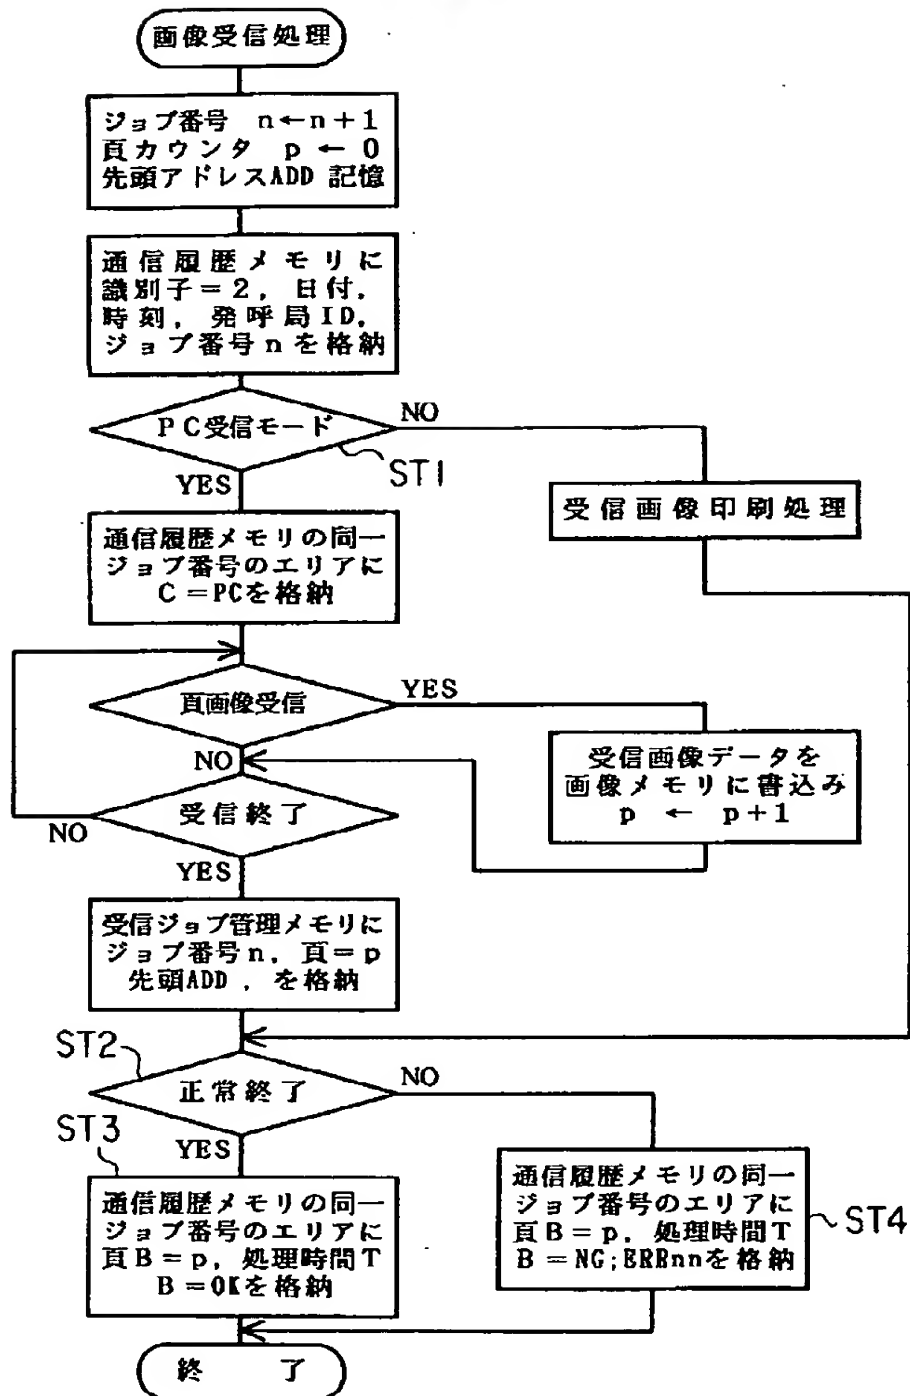 画像受信処理
ジョブ番号 n←n+1
頁カウンタ p ← 0
先頭アドレスADD 記憶
通信履歴メモリに
識別子=2, 日付,
時刻, 発呼局ID,
ジョブ番号nを格納
PC受信モード
NO
ST1
YES
受信画像印刷処理
通信履歴メモリの同一
ジョブ番号のエリアに
C=PCを格納
頁画像受信
YES
NO
受信画像データを
画像メモリに書込み
p ← p+1
受信終了
NO
YES
受信ジョブ管理メモリに
ジョブ番号n, 頁=p
先頭ADD , を格納
ST2
正常終了
NO
ST3
YES
通信履歴メモリの同一
ジョブ番号のエリアに
頁B=p, 処理時間T
B=OKを格納
通信履歴メモリの同一
ジョブ番号のエリアに
頁B=p, 処理時間T
B=NG;ERRnnを格納
ST4
終 了